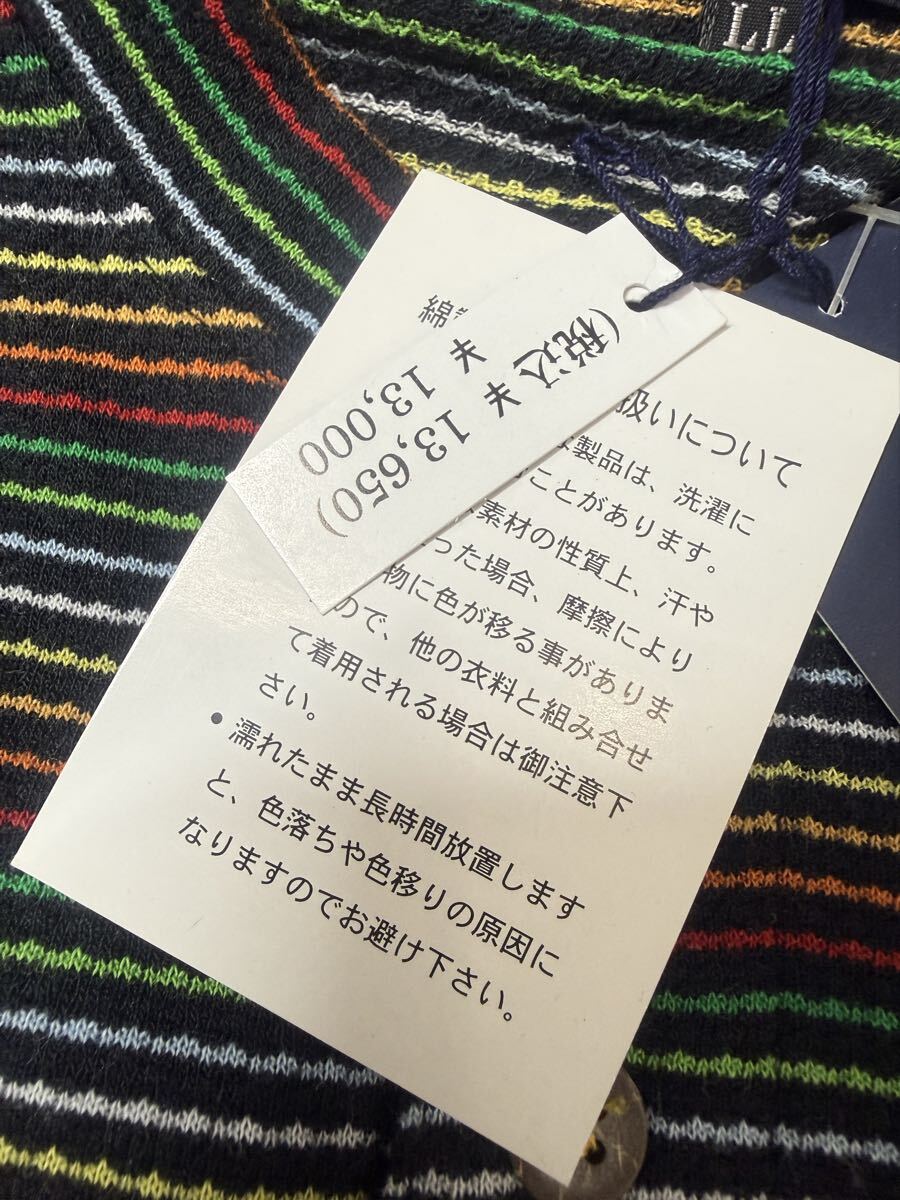 LL
綿
扱いについて
製品は、洗濯に
ことがあります。
素材の性質上、汗や
った場合、摩擦により
物に色が移る事がありま
ので、他の衣料と組み合せ
て着用される場合は御注意下
さい。
● 濡れたまま長時間放置します
と、色落ちや色移りの原因に
なりますのでお避け下さい。
¥ 13,000
(税込 ¥ 13,650)